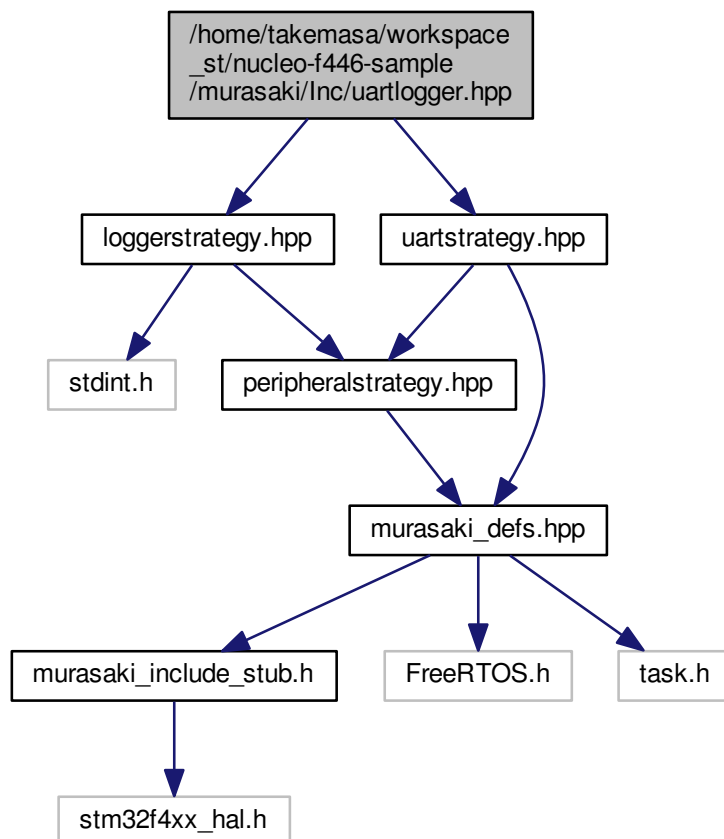 /home/takemasa/workspace
_st/nucleo-f446-sample
/murasaki/Inc/uartlogger.hpp
loggerstrategy.hpp
uartstrategy.hpp
stdint.h
peripheralstrategy.hpp
murasaki_defs.hpp
murasaki_include_stub.h
FreeRTOS.h
task.h
stm32f4xx_hal.h